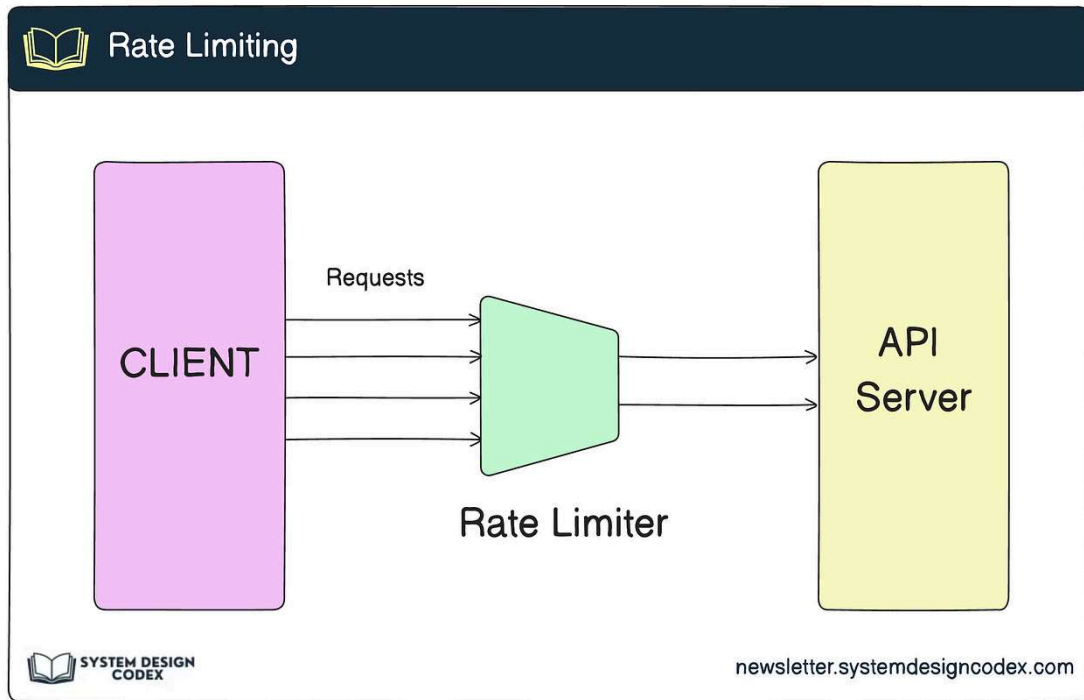 Rate Limiting
Requests
CLIENT
API
Server
Rate Limiter
SYSTEM DESIGN
CODEX
newsletter.systemdesigncodex.com